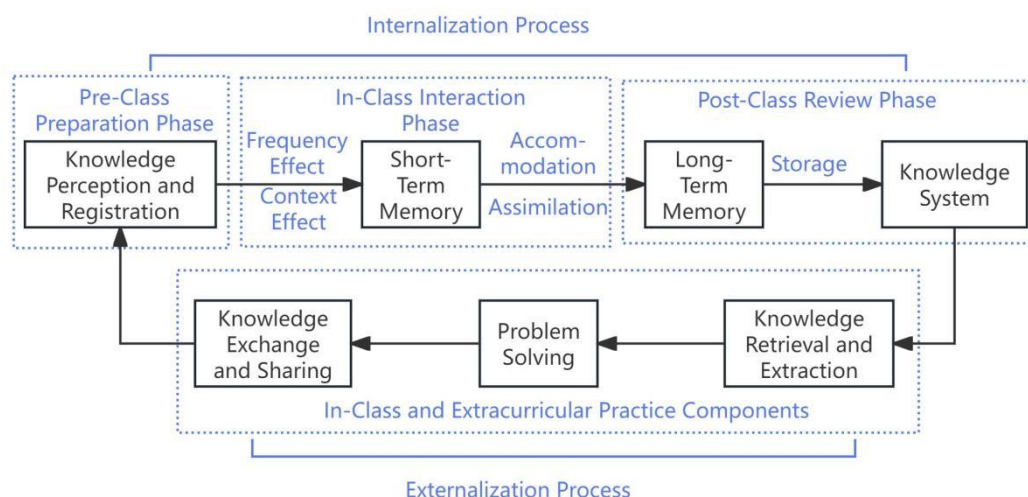 Internalization Process
Pre-Class
Preparation Phase
Knowledge
Perception and
Registration
In-Class Interaction
Phase
Frequency
Effect
Context
Effect
Short-
Term
Memory
Accom-
modation
Assimilation
Post-Class Review Phase
Long-
Term
Memory
Storage
Knowledge
System
Knowledge
Exchange
and Sharing
Problem
Solving
Knowledge
Retrieval and
Extraction
In-Class and Extracurricular Practice Components
Externalization Process